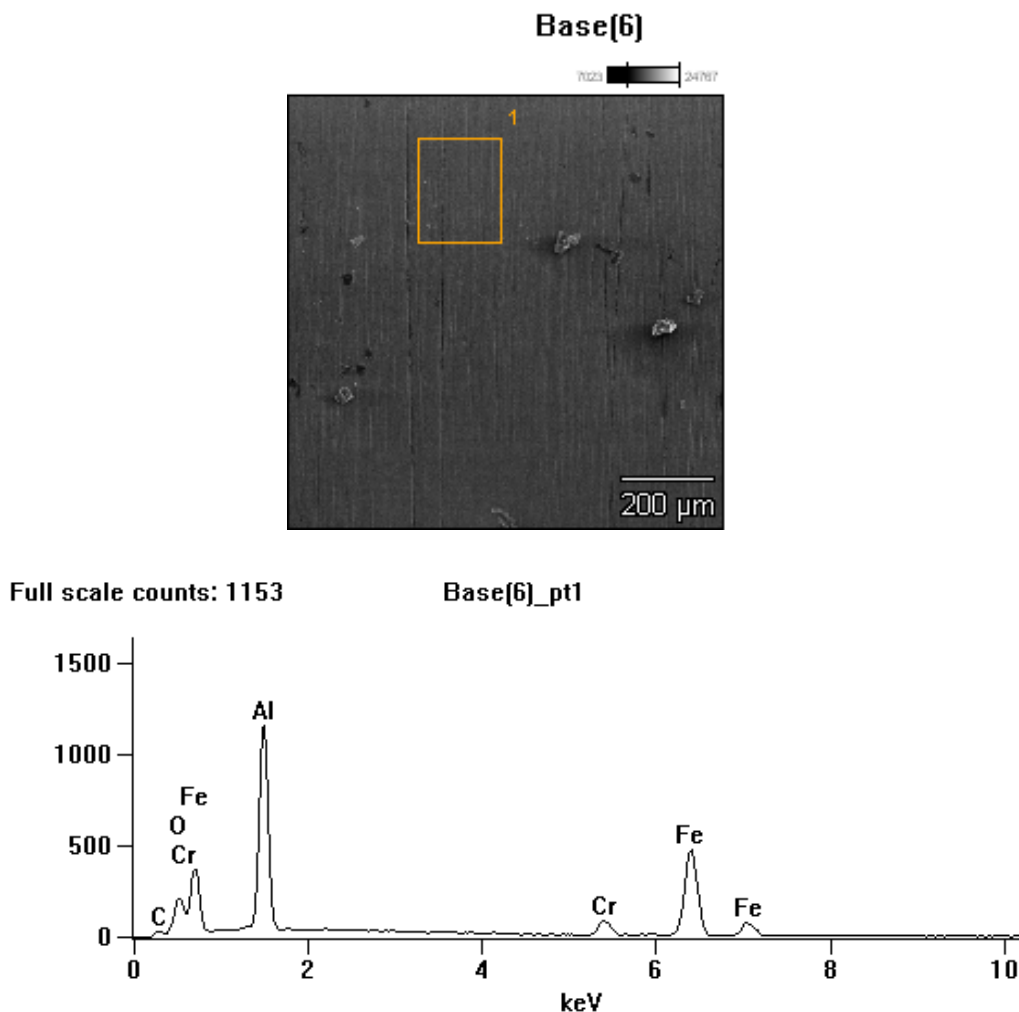 Base(6)
7023 24767
1
200 µm
Full scale counts: 1153 Base(6)_pt1
1500
1000
500
0
Al
Fe
O
Cr
C
Cr
Fe
Fe
0 2 4 6 8 10
keV